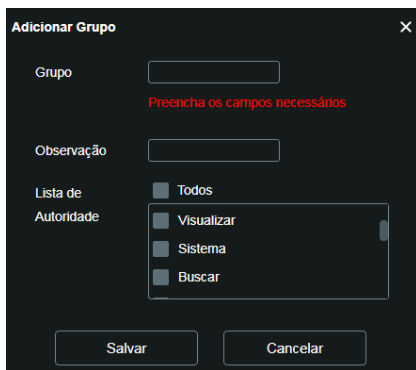 Adicionar Grupo
Grupo
Preencha os campos necessários
Observação
Lista de
Autoridade
Todos
Visualizar
Sistema
Buscar
Salvar
Cancelar